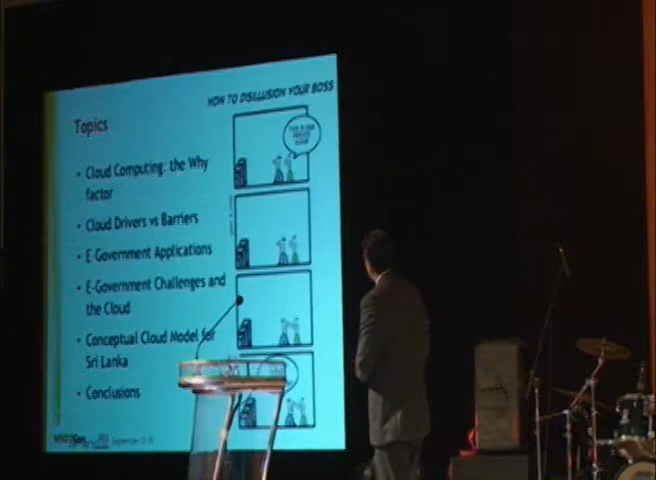 HOW TO DISILLUSION YOUR BOSS
Topics
• Cloud Computing: the Why
factor
• Cloud Drivers vs Barriers
• E-Government Applications
• E-Government Challenges and
the Cloud
• Conceptual Cloud Model for
Sri Lanka
• Conclusions